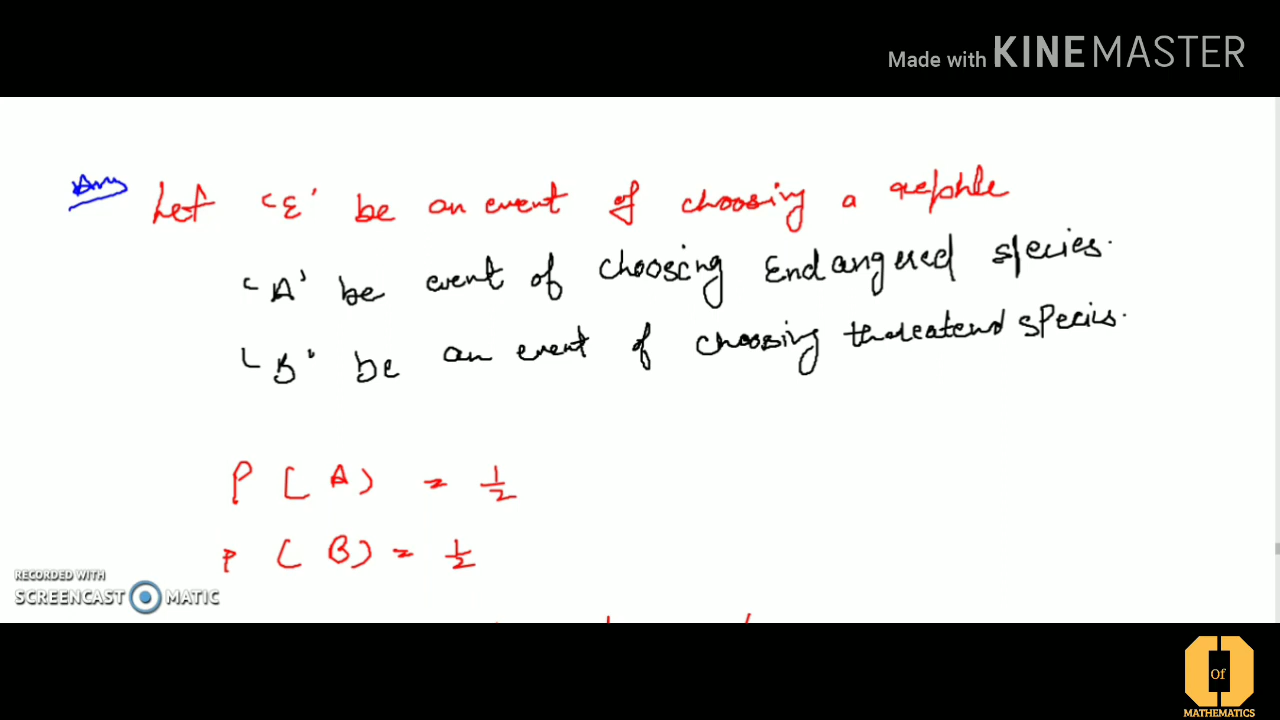 Made with KINEMASTER
Ans Let 'E' be an event of choosing a reptile
'A' be event of choosing Endangered species.
'B' be an event of choosing threatend species.
P(A) = 1/2
P(B) = 1/2
RECORDED WITH
SCREENCAST MATIC
Of
MATHEMATICS